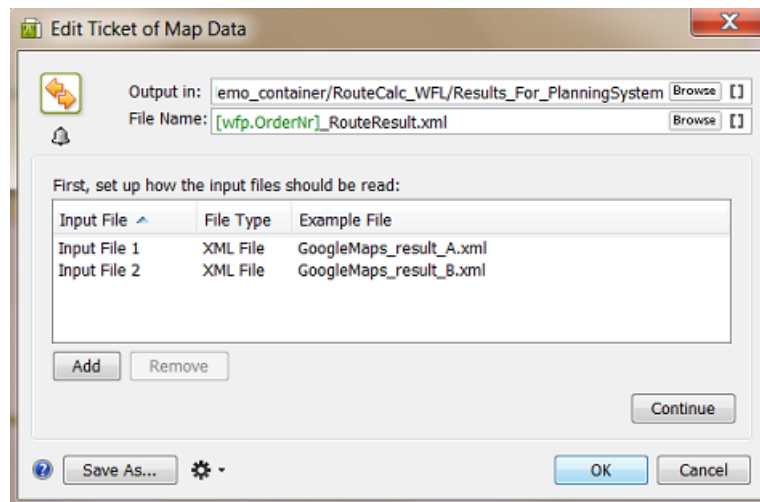 Edit Ticket of Map Data
Output in: emo_container/RouteCalc_WFL/Results_For_PlanningSystem Browse []
File Name: [wfp.OrderNr]_RouteResult.xml Browse []
First, set up how the input files should be read:
Input File File Type Example File
Input File 1 XML File GoogleMaps_result_A.xml
Input File 2 XML File GoogleMaps_result_B.xml
Add Remove
Continue
? Save As... OK Cancel